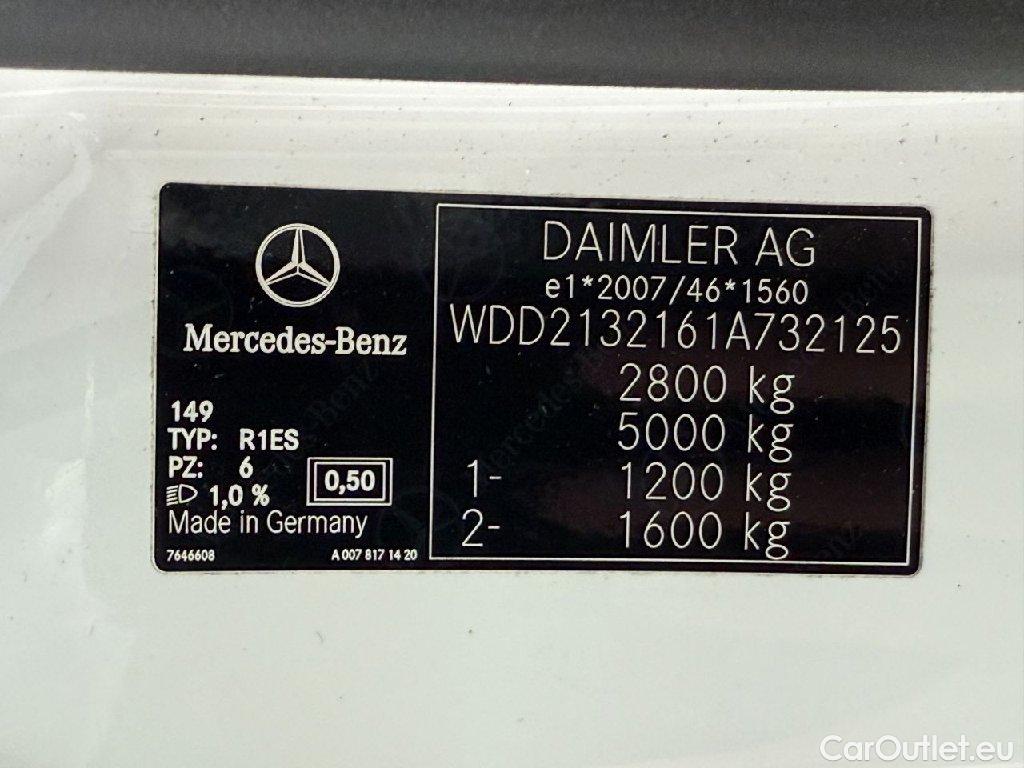 Mercedes-Benz
149
TYP: R1ES
PZ: 6
1,0 %
0,50
Made in Germany
7646608
A 007 817 14 20
DAIMLER AG
e1*2007/46*1560
WDD2132161A732125
2800 kg
5000 kg
1- 1200 kg
2- 1600 kg
CarOutlet.eu